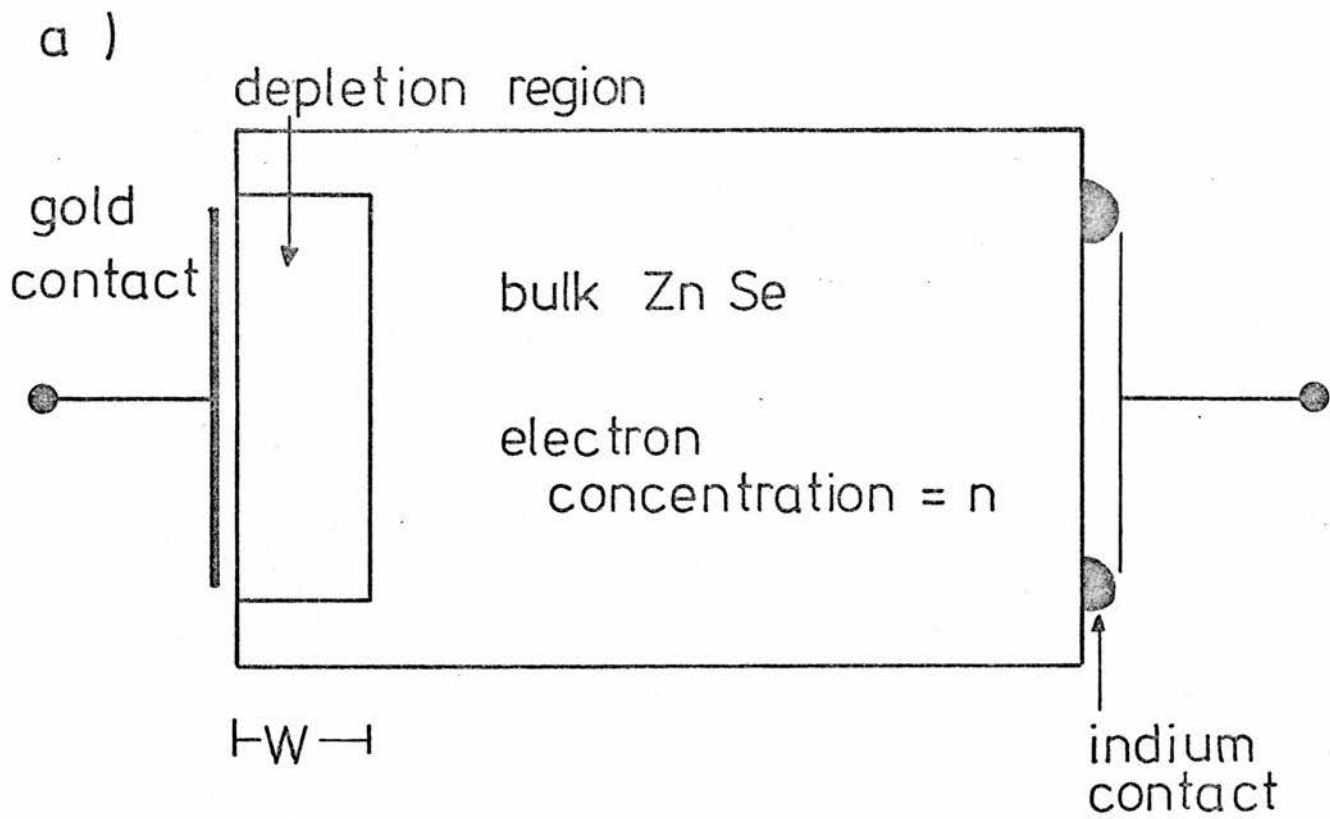 a )
depletion region
gold
contact
bulk Zn Se
electron
concentration = n
W
indium
contact